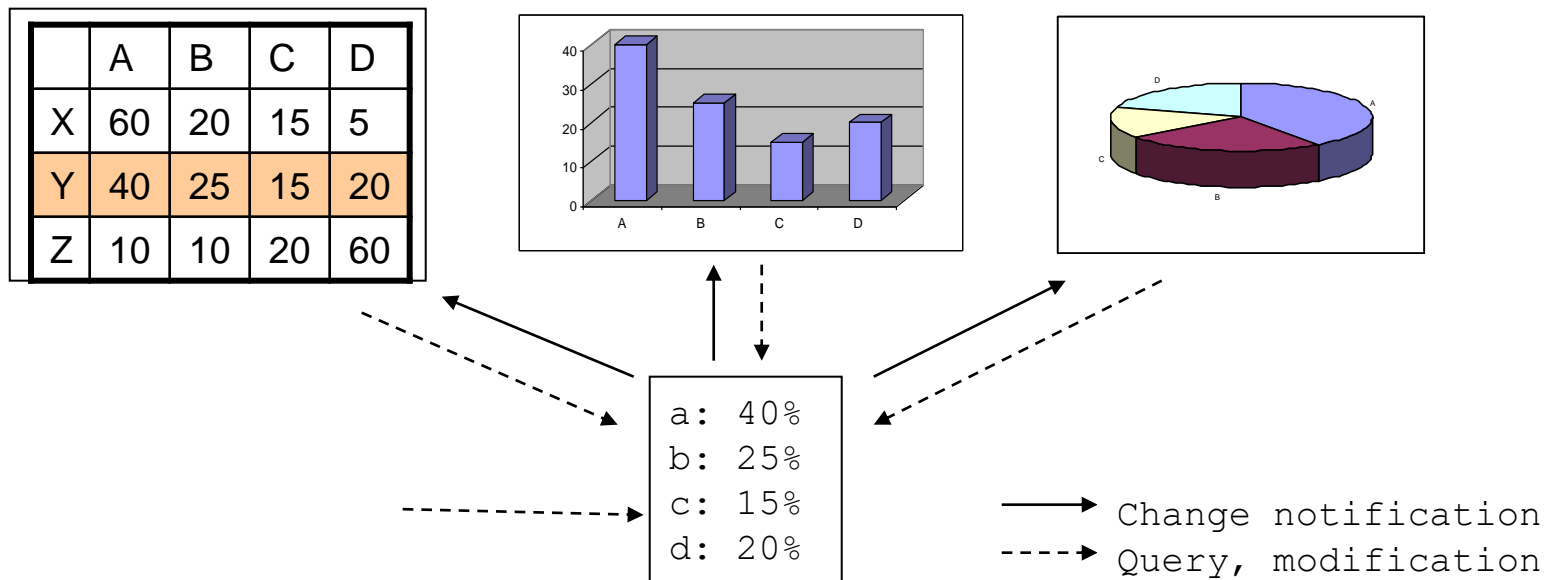 A B C D
X 60 20 15 5
Y 40 25 15 20
Z 10 10 20 60
40
30
20
10
0
A B C D
D
A
C
B
a: 40%
b: 25%
c: 15%
d: 20%
Change notification
Query, modification